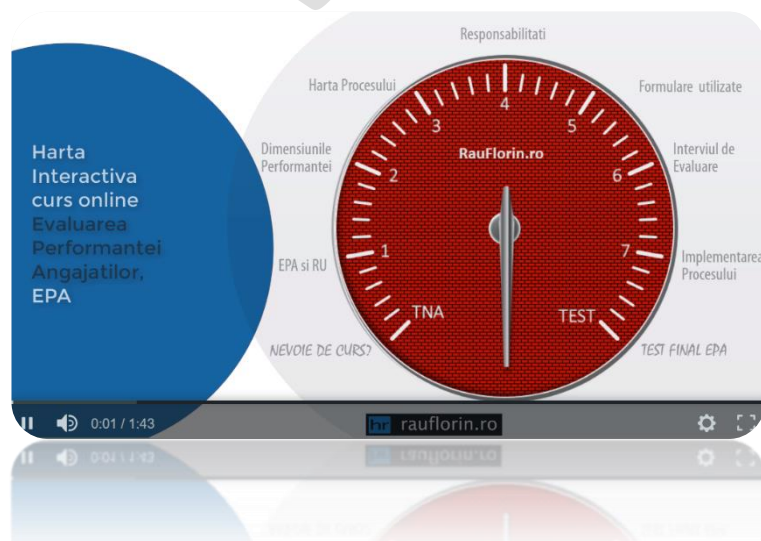 Harta
Interactiva
curs online
Evaluarea
Performantei
Angajatilor,
EPA
Responsabilitati
Harta Procesului
Formulare utilizate
Dimensiunile
Performantei
Interviul de
Evaluare
EPA si RU
Implementarea
Procesului
NEVOIE DE CURS?
TEST FINAL EPA
RauFlorin.ro
TNA
1
2
3
4
5
6
7
TEST
0:01 / 1:43
hr rauflorin.ro